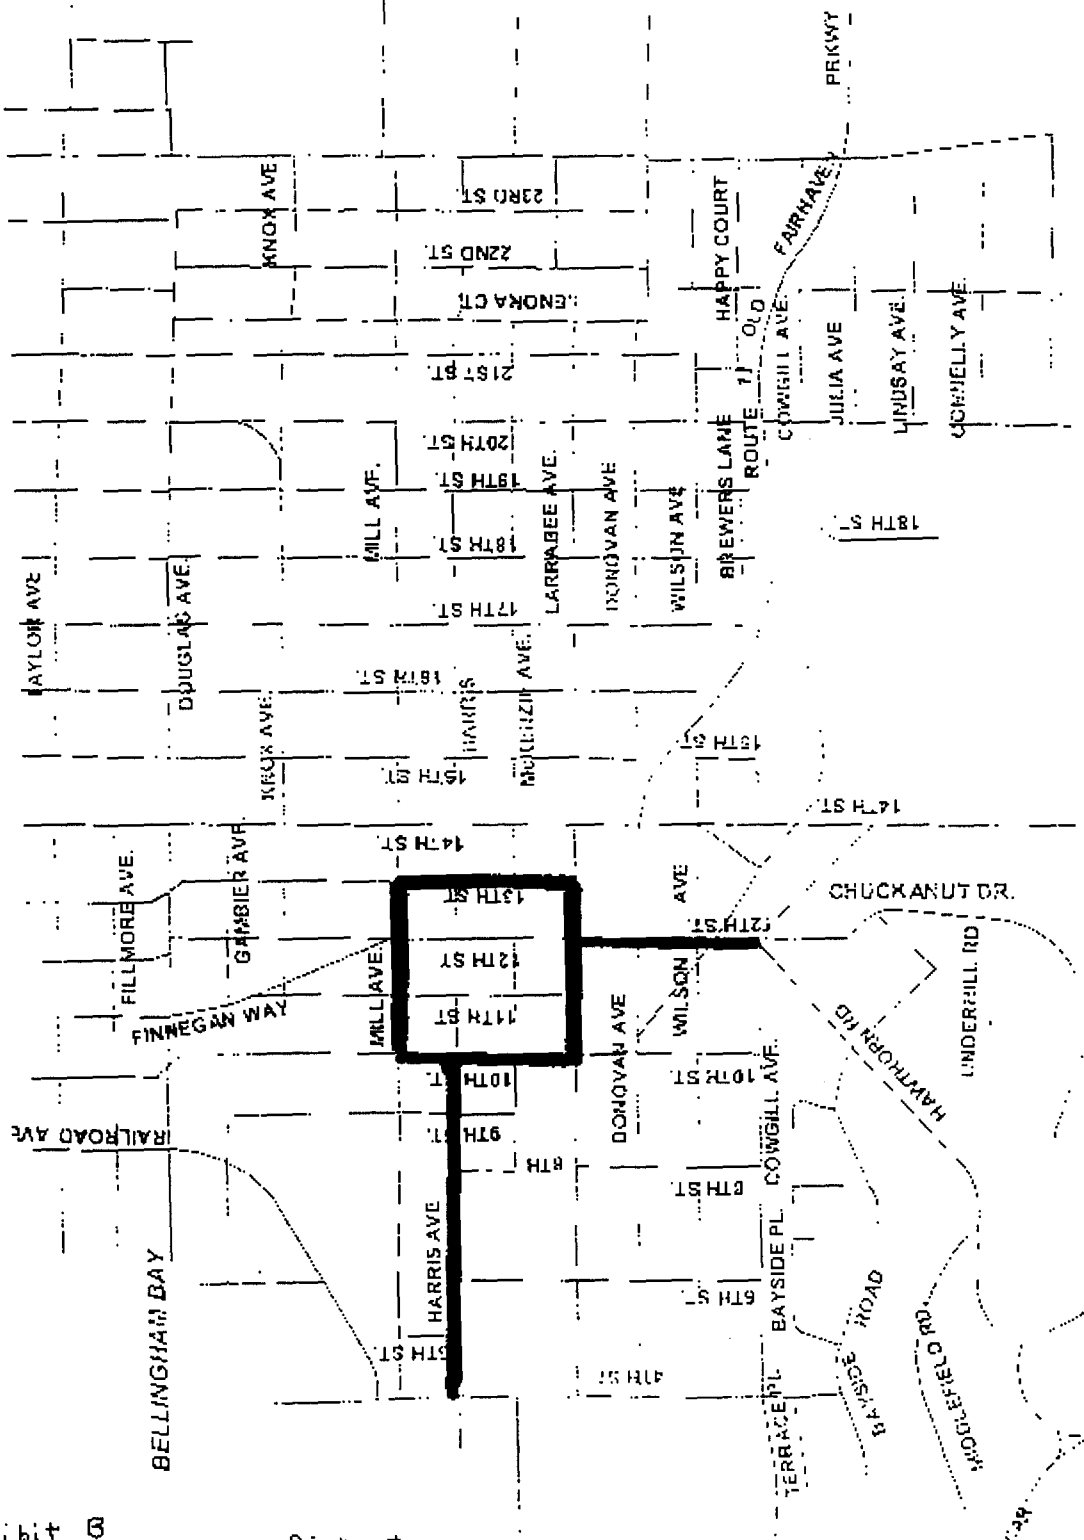 PRKWY
KNOX AVE
23RD ST.
22ND ST.
HAPPY COURT
ENORA CT.
OLD
FAIRHAVE
21ST ST.
COWGILL AVE.
JULIA AVE
LINDSAY AVE.
CONNELLY AVE.
ROUTE 11
20TH ST.
19TH ST.
MILL AVE.
18TH ST.
LARRABEE AVE.
DONOVAN AVE
WILSON AVE
BREWERS LANE
18TH ST.
TAYLOR AVE
DOUGLAS AVE.
17TH ST.
16TH ST.
HARRIS
MCKENZIE AVE.
KNOX AVE.
15TH ST.
15TH ST
14TH ST.
14TH ST.
FILLMORE AVE.
GAMBIER AVE.
13TH ST
CHUCKANUT DR.
12TH ST.
12TH ST
WILSON AVE
FINNEGAN WAY
MILL AVE.
11TH ST.
DONOVAN AVE
HAWTHORN RD
UNDERHILL RD
10TH
10TH ST.
COWGILL AVE.
RAILROAD AVE
9TH
8TH
8TH ST.
HARRIS AVE
BELLINGHAM BAY
6TH ST.
BAYSIDE PL.
BAYSIDE ROAD
5TH ST.
4TH ST
TERRACE PL
RIDGEFIELD RD.
ibit B